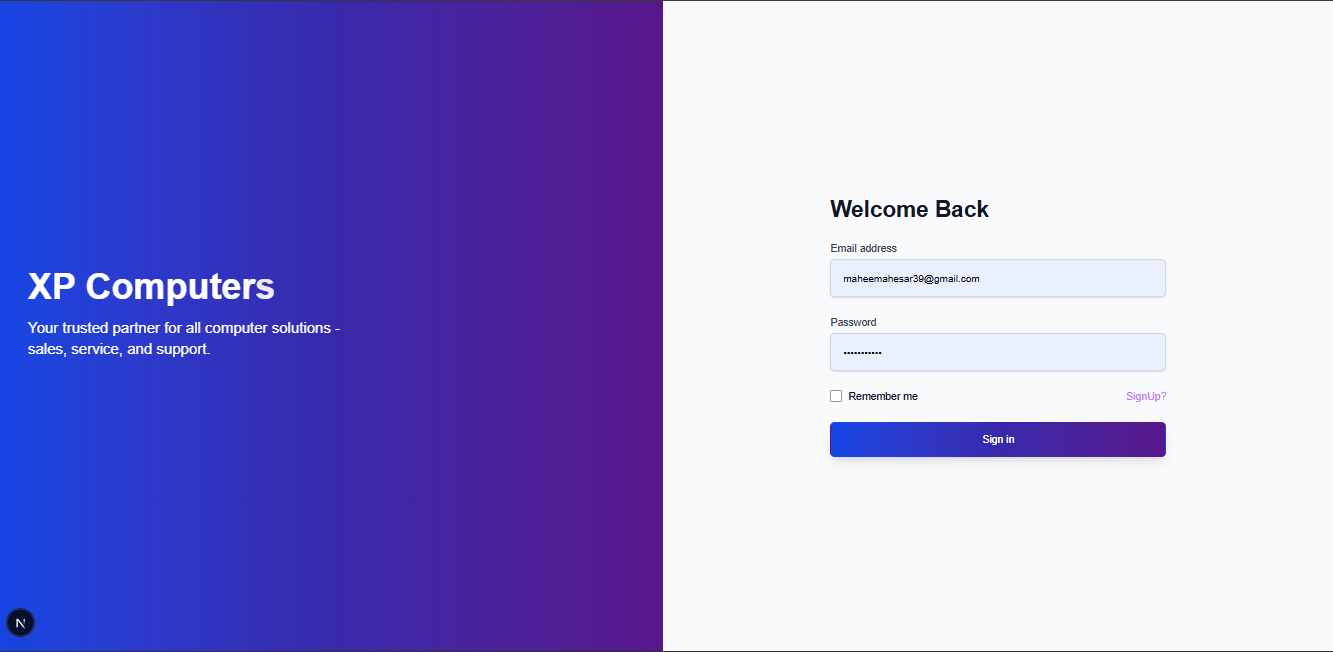 XP Computers
Your trusted partner for all computer solutions -
sales, service, and support.
N
Welcome Back
Email address
maheemahesar39@gmail.com
Password
•••••••••••
Remember me
SignUp?
Sign in